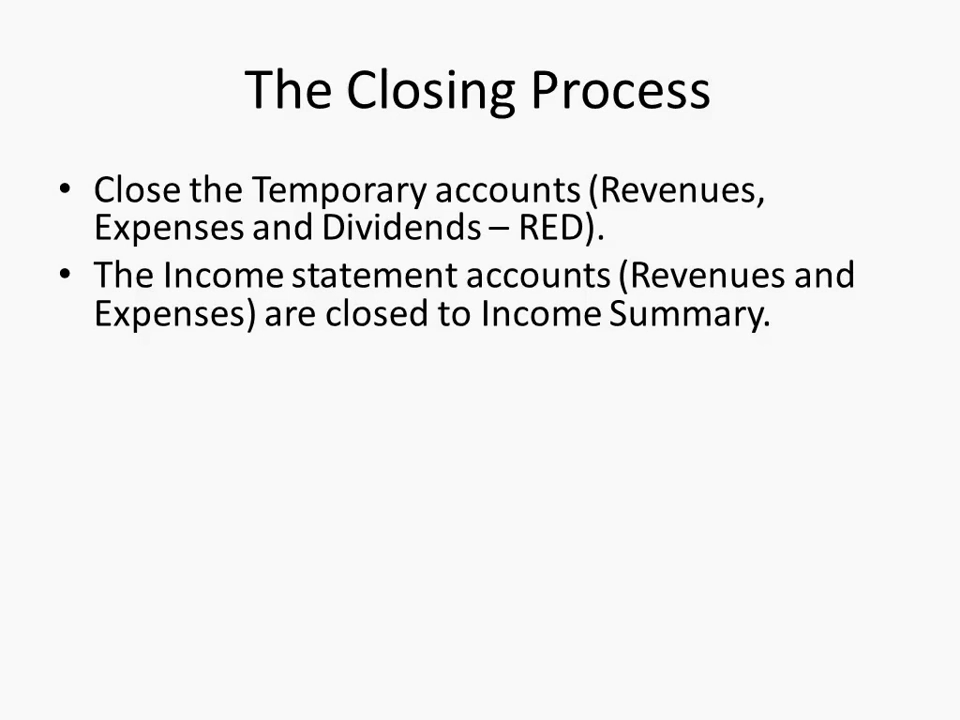 The Closing Process
• Close the Temporary accounts (Revenues,
Expenses and Dividends – RED).
• The Income statement accounts (Revenues and
Expenses) are closed to Income Summary.